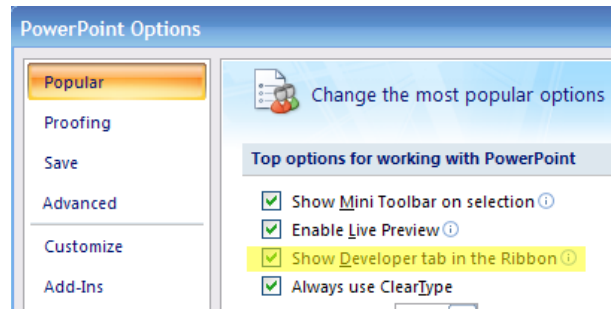 PowerPoint Options
Popular
Proofing
Save
Advanced
Customize
Add-Ins
Change the most popular options
Top options for working with PowerPoint
Show Mini Toolbar on selection
Enable Live Preview
Show Developer tab in the Ribbon
Always use ClearType